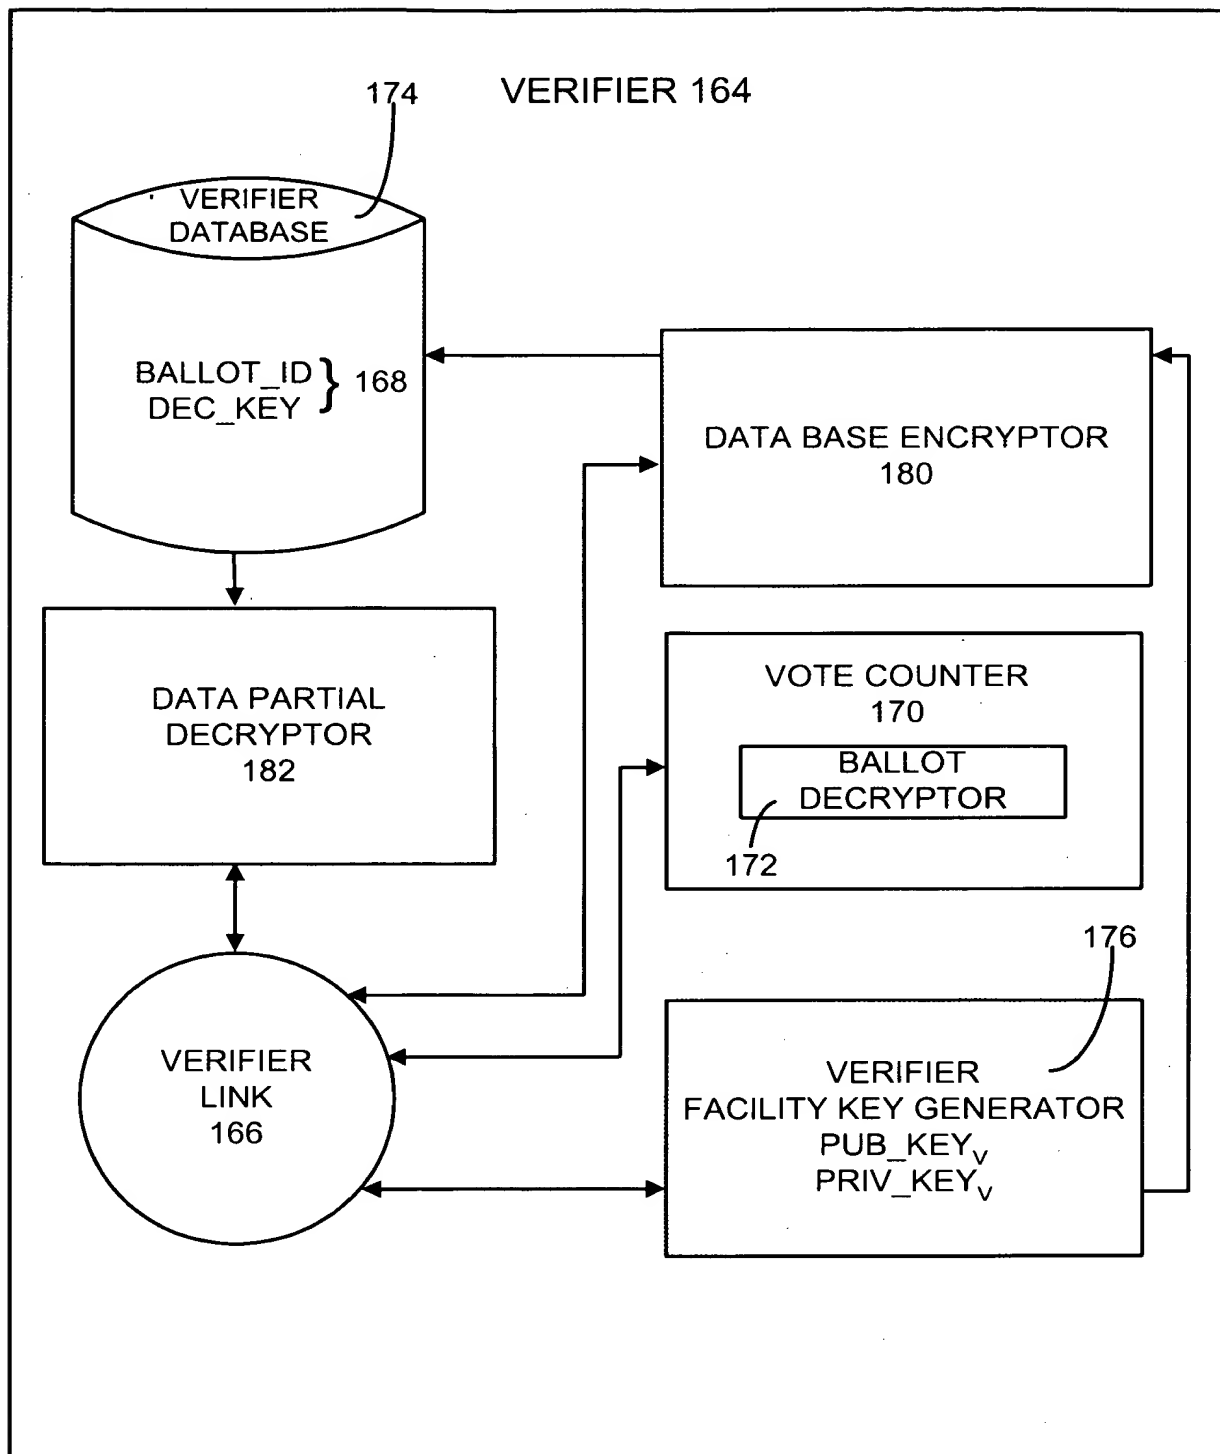 174
VERIFIER 164
VERIFIER
DATABASE
BALLOT_ID
DEC_KEY
} 168
DATA BASE ENCRYPTOR
180
DATA PARTIAL
DECRYPTOR
182
VOTE COUNTER
170
BALLOT
DECRYPTOR
172
176
VERIFIER
LINK
166
VERIFIER
FACILITY KEY GENERATOR
PUB_KEYV
PRIV_KEYV